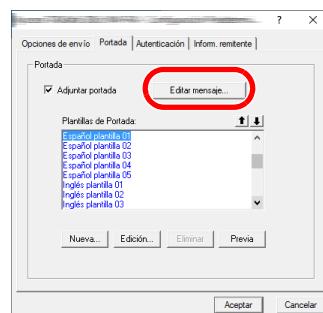 Opciones de envío Portada Autenticación Inform. remitente
Portada
Adjuntar portada Editar mensaje...
Plantillas de Portada:
Español plantilla 01
Español plantilla 02
Español plantilla 03
Español plantilla 04
Español plantilla 05
Inglés plantilla 01
Inglés plantilla 02
Inglés plantilla 03
Nueva... Edición... Eliminar Previa
Aceptar Cancelar